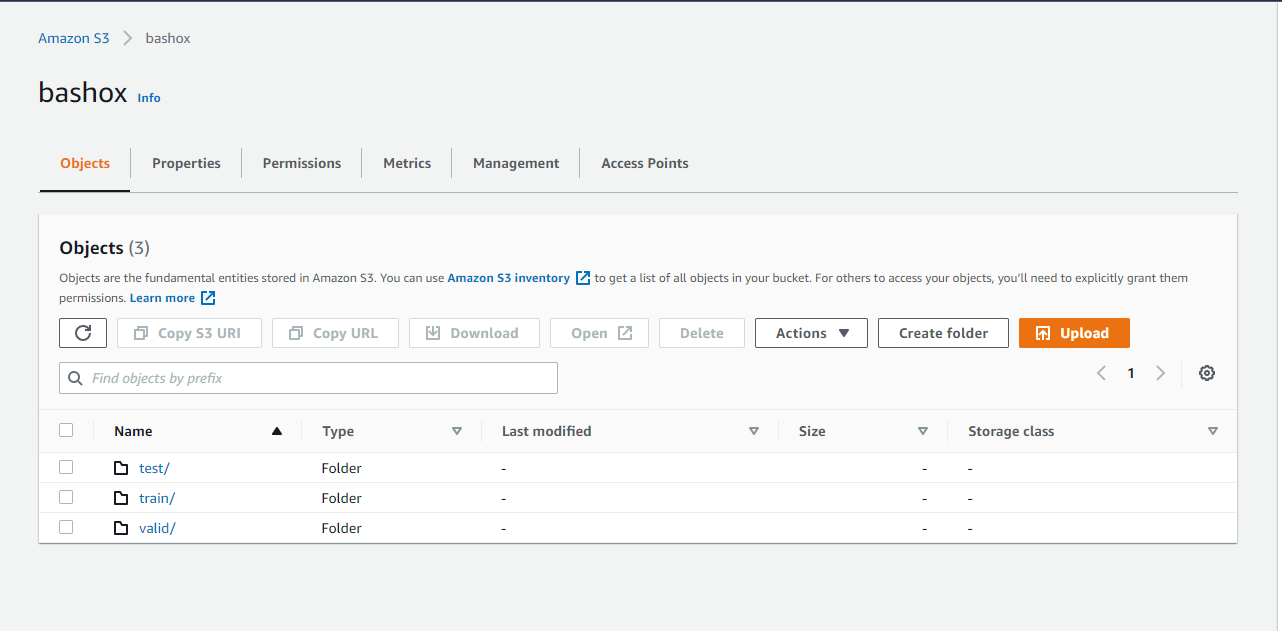 Amazon S3 bashox
bashox Info
Objects Properties Permissions Metrics Management Access Points
Objects (3)
Objects are the fundamental entities stored in Amazon S3. You can use Amazon S3 inventory to get a list of all objects in your bucket. For others to access your objects, you'll need to explicitly grant them
permissions. Learn more
Copy S3 URI Copy URL Download Open Delete Actions Create folder Upload
Find objects by prefix 1
Name Type Last modified Size Storage class
test/ Folder - - -
train/ Folder - - -
valid/ Folder - - -